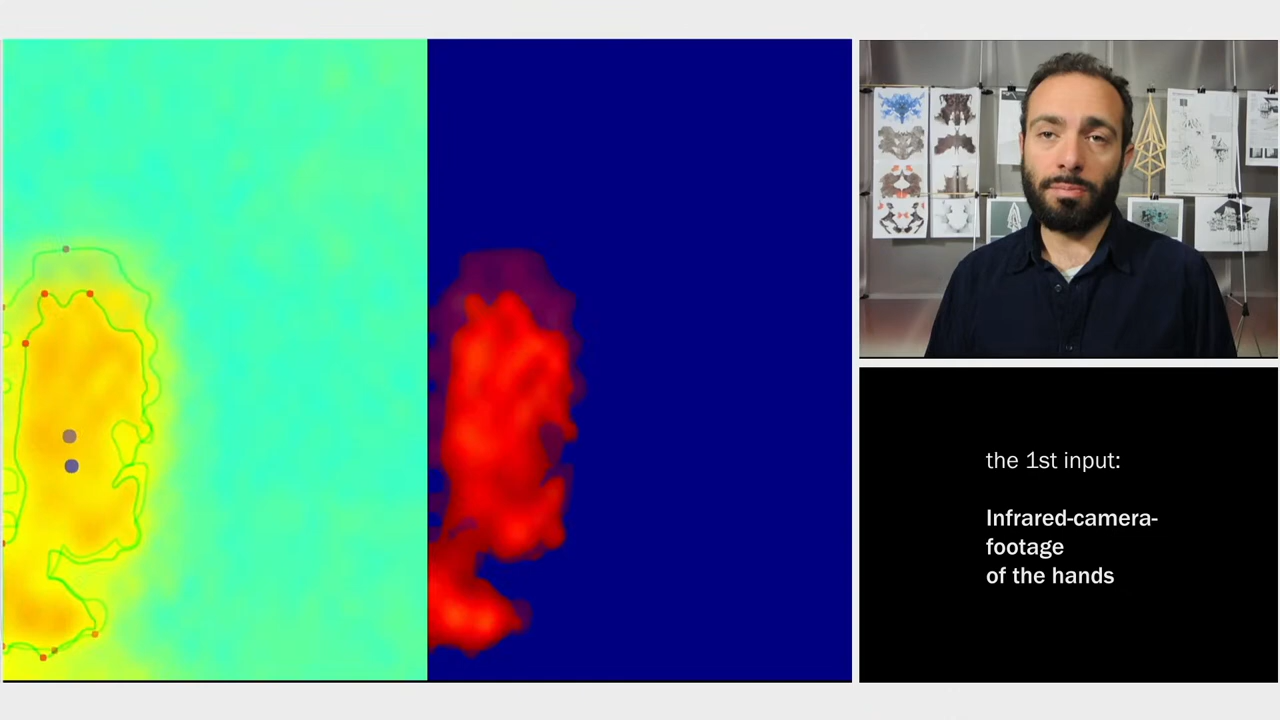 the 1st input:
Infrared-camera-
footage
of the hands